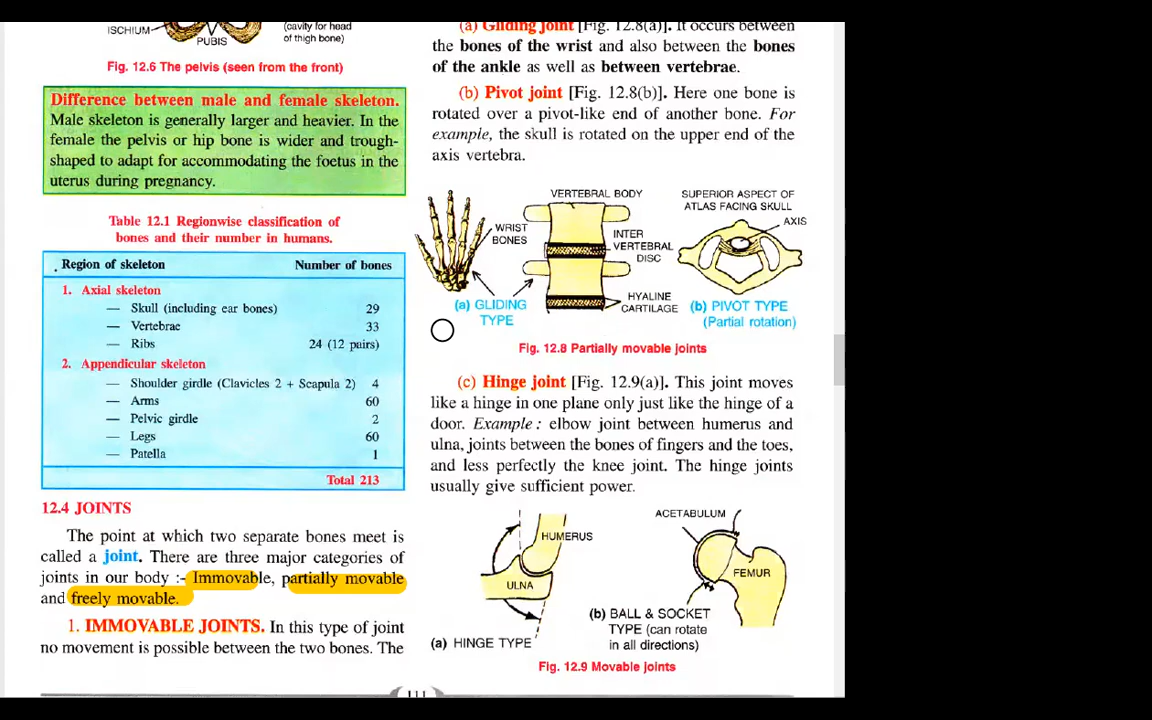 ISCHIUM
PUBIS
(cavity for head
of thigh bone)
Fig. 12.6 The pelvis (seen from the front)
Difference between male and female skeleton.
Male skeleton is generally larger and heavier. In the
female the pelvis or hip bone is wider and trough-
shaped to adapt for accommodating the foetus in the
uterus during pregnancy.
Table 12.1 Regionwise classification of
bones and their number in humans.
Region of skeleton Number of bones
1. Axial skeleton
— Skull (including ear bones) 29
— Vertebrae 33
— Ribs 24 (12 pairs)
2. Appendicular skeleton
— Shoulder girdle (Clavicles 2 + Scapula 2) 4
— Arms 60
— Pelvic girdle 2
— Legs 60
— Patella 1
Total 213
12.4 JOINTS
The point at which two separate bones meet is
called a joint. There are three major categories of
joints in our body :- Immovable, partially movable
and freely movable.
1. IMMOVABLE JOINTS. In this type of joint
no movement is possible between the two bones. The
(a) Gliding joint [Fig. 12.8(a)]. It occurs between
the bones of the wrist and also between the bones
of the ankle as well as between vertebrae.
(b) Pivot joint [Fig. 12.8(b)]. Here one bone is
rotated over a pivot-like end of another bone. For
example, the skull is rotated on the upper end of the
axis vertebra.
VERTEBRAL BODY
SUPERIOR ASPECT OF
ATLAS FACING SKULL
AXIS
WRIST
BONES
INTER
VERTEBRAL
DISC
HYALINE
CARTILAGE
(a) GLIDING
TYPE
(b) PIVOT TYPE
(Partial rotation)
Fig. 12.8 Partially movable joints
(c) Hinge joint [Fig. 12.9(a)]. This joint moves
like a hinge in one plane only just like the hinge of a
door. Example : elbow joint between humerus and
ulna, joints between the bones of fingers and the toes,
and less perfectly the knee joint. The hinge joints
usually give sufficient power.
ACETABULUM
HUMERUS
ULNA
FEMUR
(a) HINGE TYPE
(b) BALL & SOCKET
TYPE (can rotate
in all directions)
Fig. 12.9 Movable joints
111